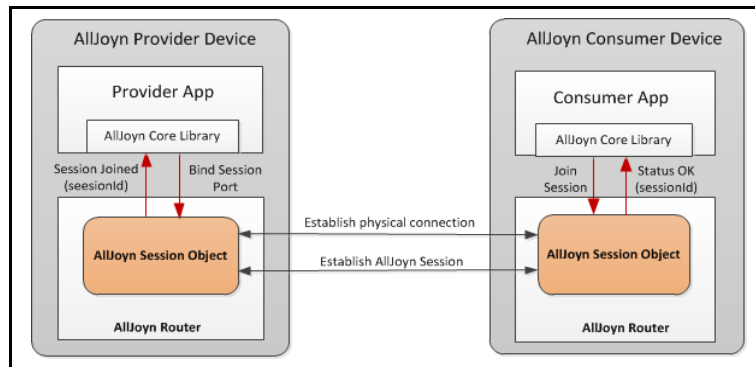 AllJoyn Provider Device
Provider App
AllJoyn Core Library
Session Joined
(seesionId)
Bind Session
Port
AllJoyn Session Object
AllJoyn Router
Establish physical connection
Establish AllJoyn Session
AllJoyn Consumer Device
Consumer App
AllJoyn Core Library
Join
Session
Status OK
(sessionId)
AllJoyn Session Object
AllJoyn Router